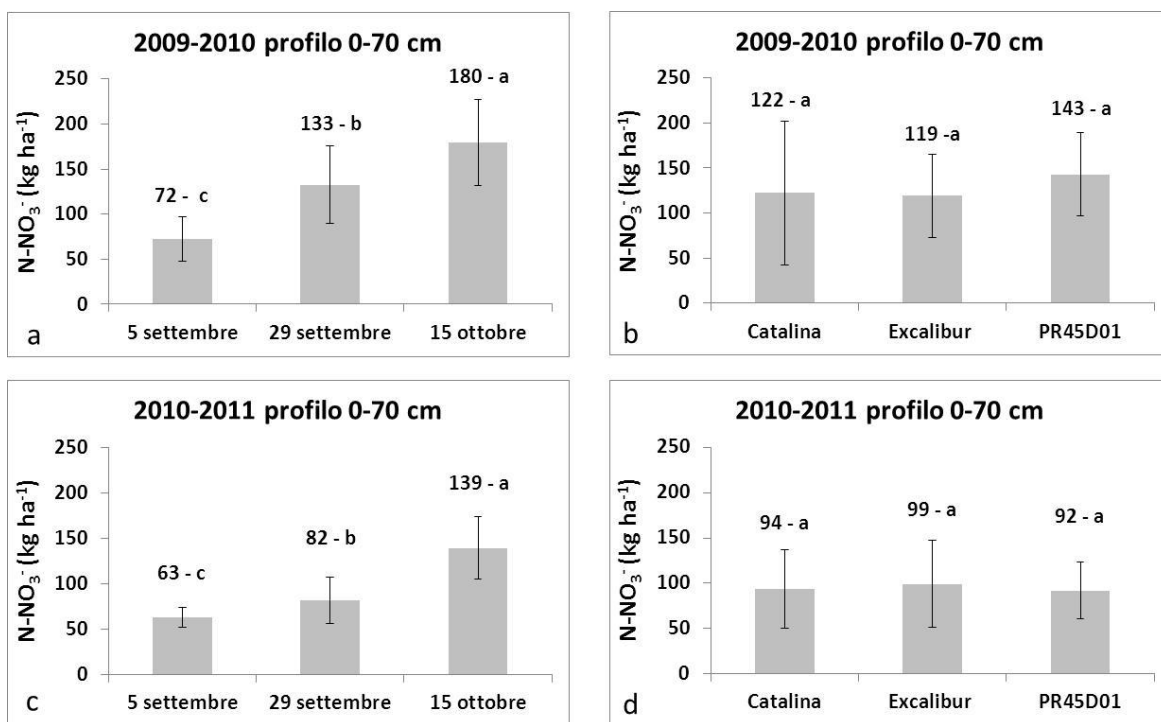 2009-2010 profilo 0-70 cm
N-NO₃⁻ (kg ha⁻¹)
250
200
150
100
50
0
72 - c
133 - b
180 - a
5 settembre 29 settembre 15 ottobre
a
2009-2010 profilo 0-70 cm
N-NO₃⁻ (kg ha⁻¹)
250
200
150
100
50
0
122 - a
119 -a
143 - a
Catalina Excalibur PR45D01
b
2010-2011 profilo 0-70 cm
N-NO₃⁻ (kg ha⁻¹)
250
200
150
100
50
0
63 - c
82 - b
139 - a
5 settembre 29 settembre 15 ottobre
c
2010-2011 profilo 0-70 cm
N-NO₃⁻ (kg ha⁻¹)
250
200
150
100
50
0
94 - a
99 - a
92 - a
Catalina Excalibur PR45D01
d